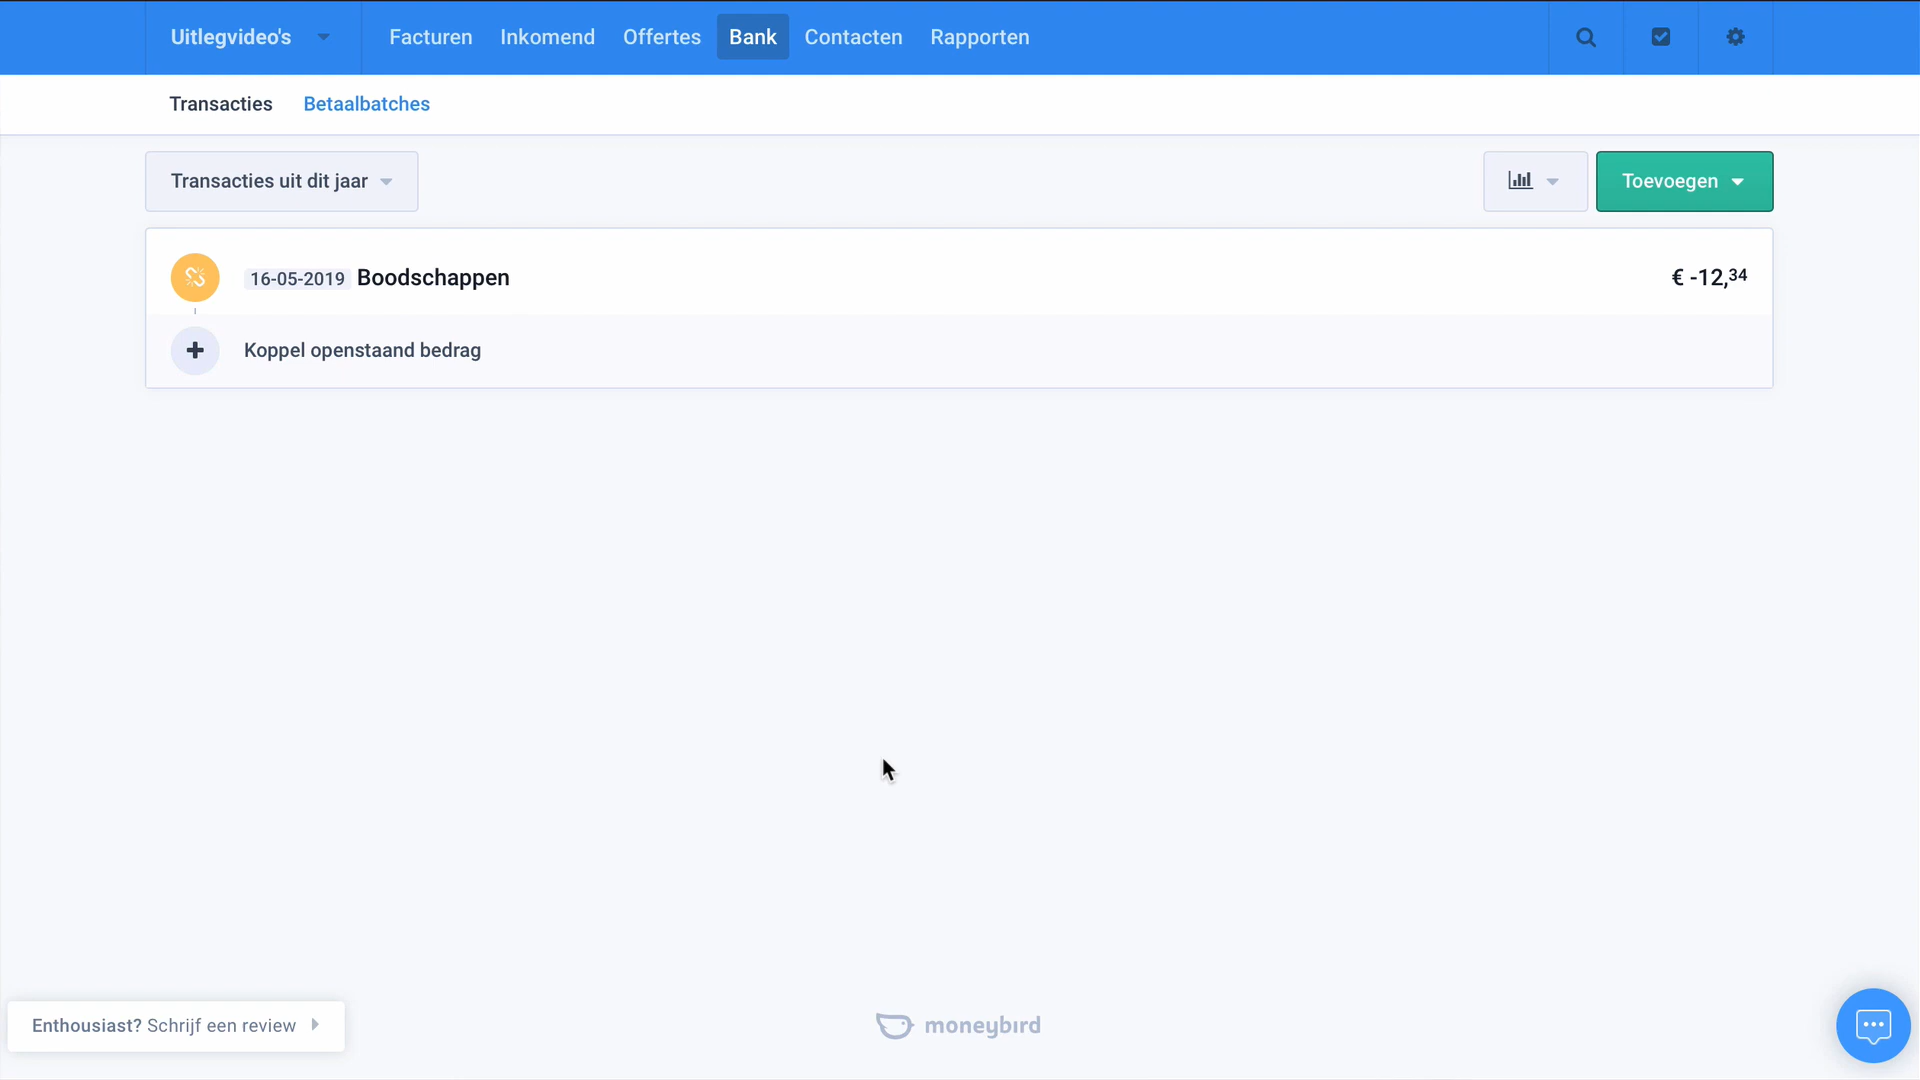 Uitlegvideo's Facturen Inkomend Offertes Bank Contacten Rapporten
Transacties Betaalbatches
Transacties uit dit jaar Toevoegen
16-05-2019 Boodschappen € -12,34
Koppel openstaand bedrag
Enthousiast? Schrijf een review moneybird